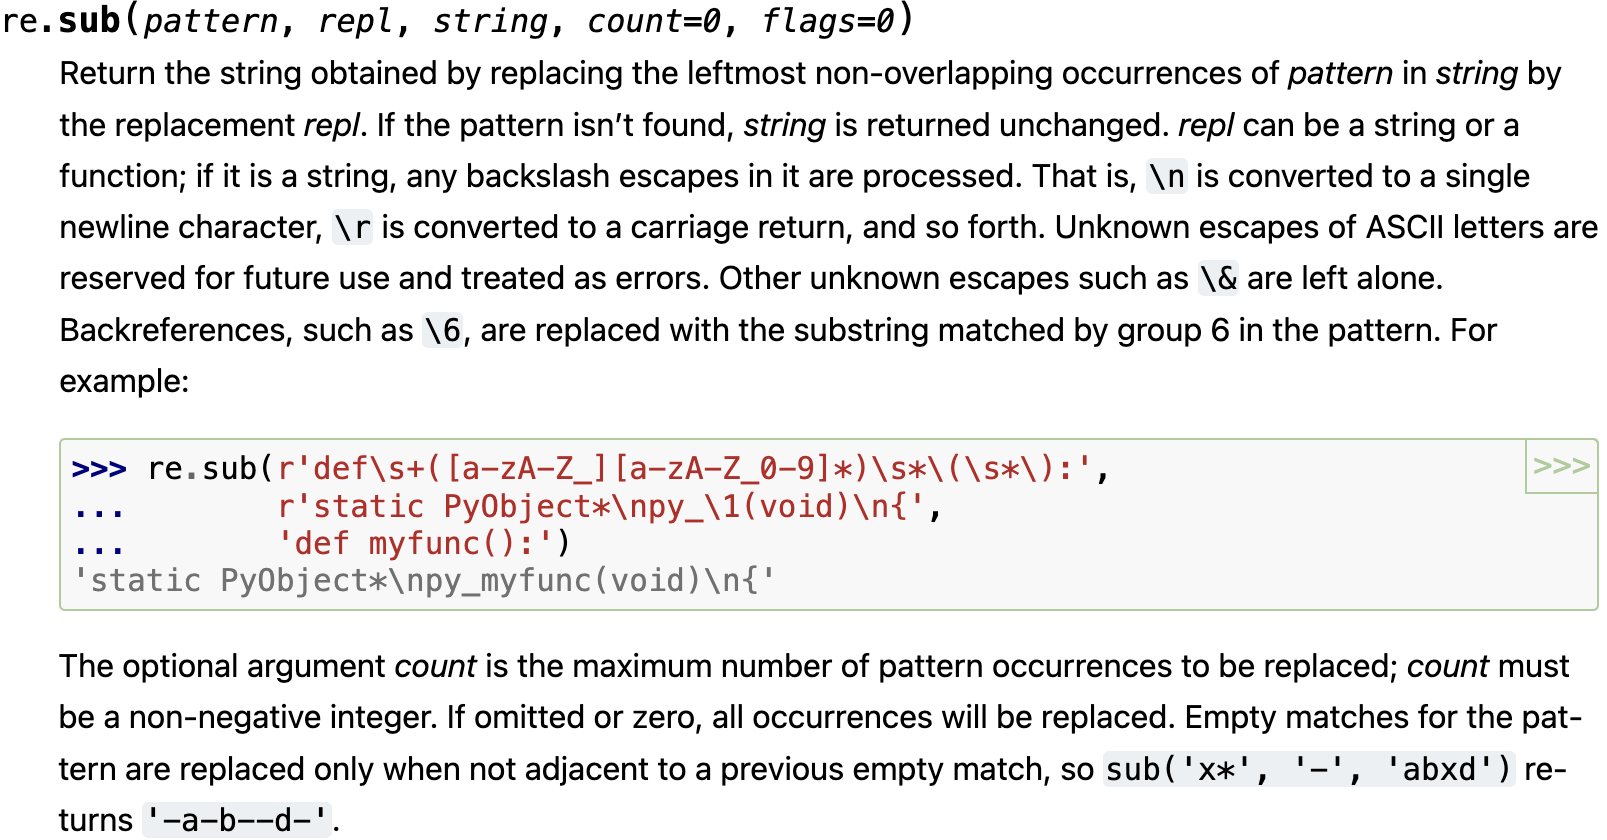 re.sub(pattern, repl, string, count=0, flags=0)
Return the string obtained by replacing the leftmost non-overlapping occurrences of pattern in string by
the replacement repl. If the pattern isn’t found, string is returned unchanged. repl can be a string or a
function; if it is a string, any backslash escapes in it are processed. That is, \n is converted to a single
newline character, \r is converted to a carriage return, and so forth. Unknown escapes of ASCII letters are
reserved for future use and treated as errors. Other unknown escapes such as \& are left alone.
Backreferences, such as \6, are replaced with the substring matched by group 6 in the pattern. For
example:
>>> re.sub(r'def\s+([a-zA-Z_][a-zA-Z_0-9]*)\s*\(\s*\):', >>>
...        r'static PyObject*\npy_\1(void)\n{',
...        'def myfunc():')
'static PyObject*\npy_myfunc(void)\n{'
The optional argument count is the maximum number of pattern occurrences to be replaced; count must
be a non-negative integer. If omitted or zero, all occurrences will be replaced. Empty matches for the pat-
tern are replaced only when not adjacent to a previous empty match, so sub('x*', '-', 'abxd') re-
turns '-a-b--d-'.